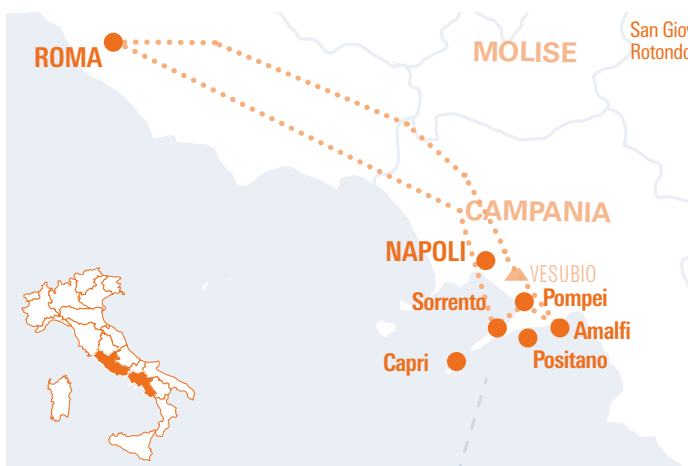 San Giov
Rotondo
ROMA
MOLISE
CAMPANIA
NAPOLI
VESUBIO
Sorrento
Pompei
Amalfi
Capri
Positano